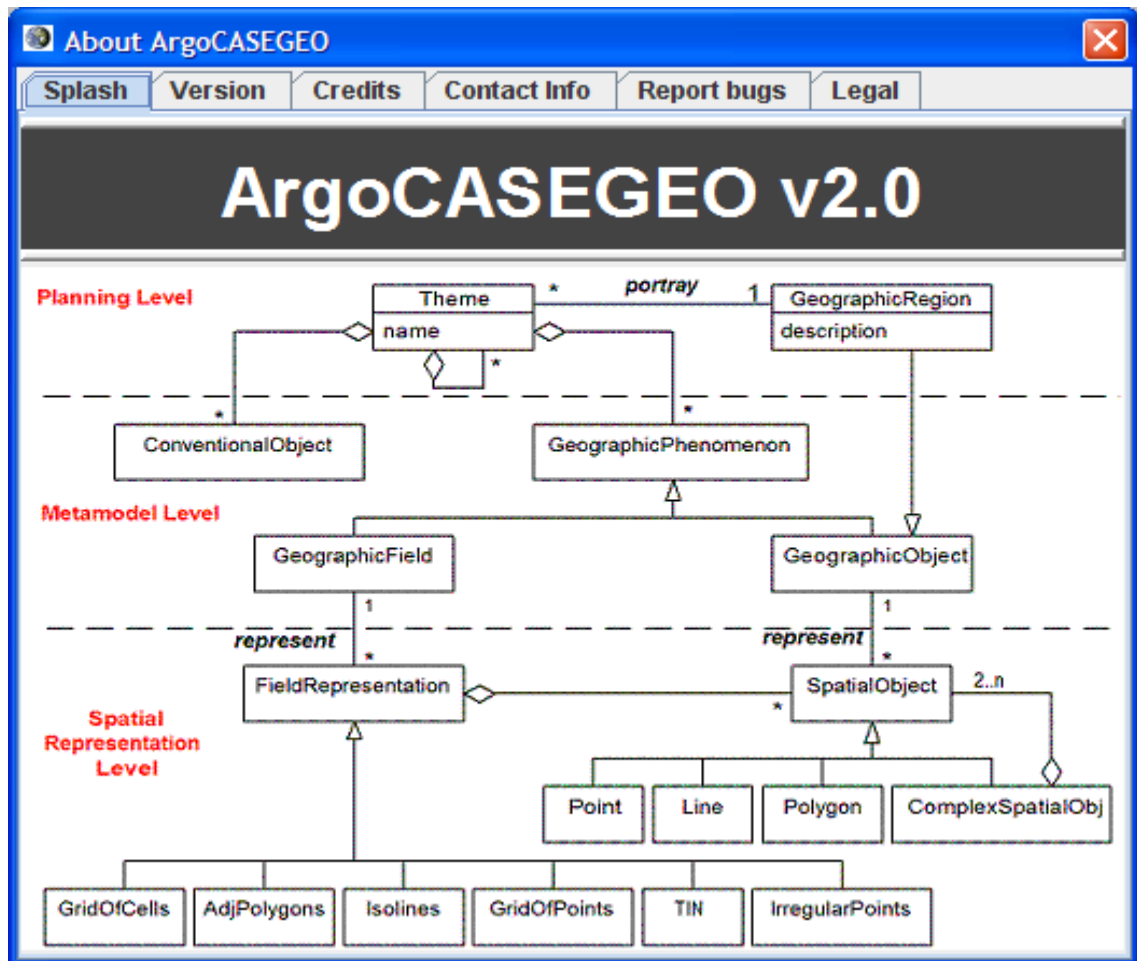 About ArgoCASEGEO
Splash Version Credits Contact Info Report bugs Legal
ArgoCASEGEO v2.0
Planning Level
Theme
name
* portray 1
GeographicRegion
description
*
*
*
ConventionalObject
GeographicPhenomenon
Metamodel Level
GeographicField
GeographicObject
1
1
represent
represent
*
*
FieldRepresentation
SpatialObject
2..n
*
Spatial
Representation
Level
Point
Line
Polygon
ComplexSpatialObj
GridOfCells
AdjPolygons
Isolines
GridOfPoints
TIN
IrregularPoints